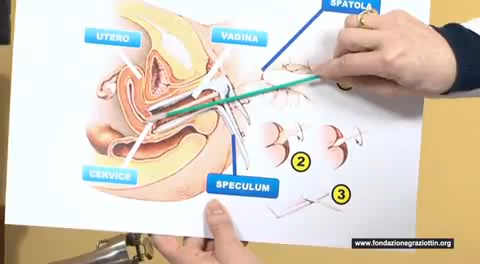 SPATOLA
UTERO
VAGINA
CERVICE
SPECULUM
2
3
www.fondazionegraziottin.org